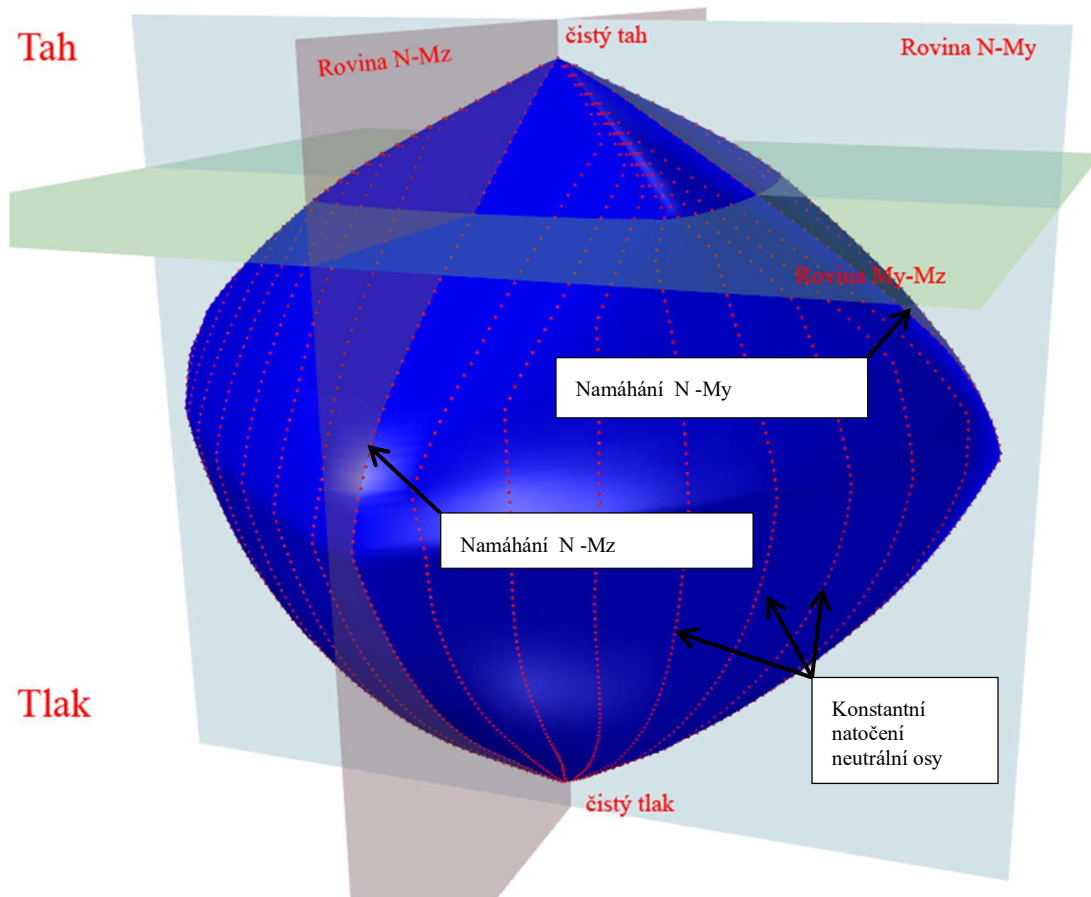 Tah
čistý tah
Rovina N-Mz
Rovina N-My
Rovina My-Mz
Namáhání N -My
Namáhání N -Mz
Tlak
Konstantní
natočení
neutrální osy
čistý tlak